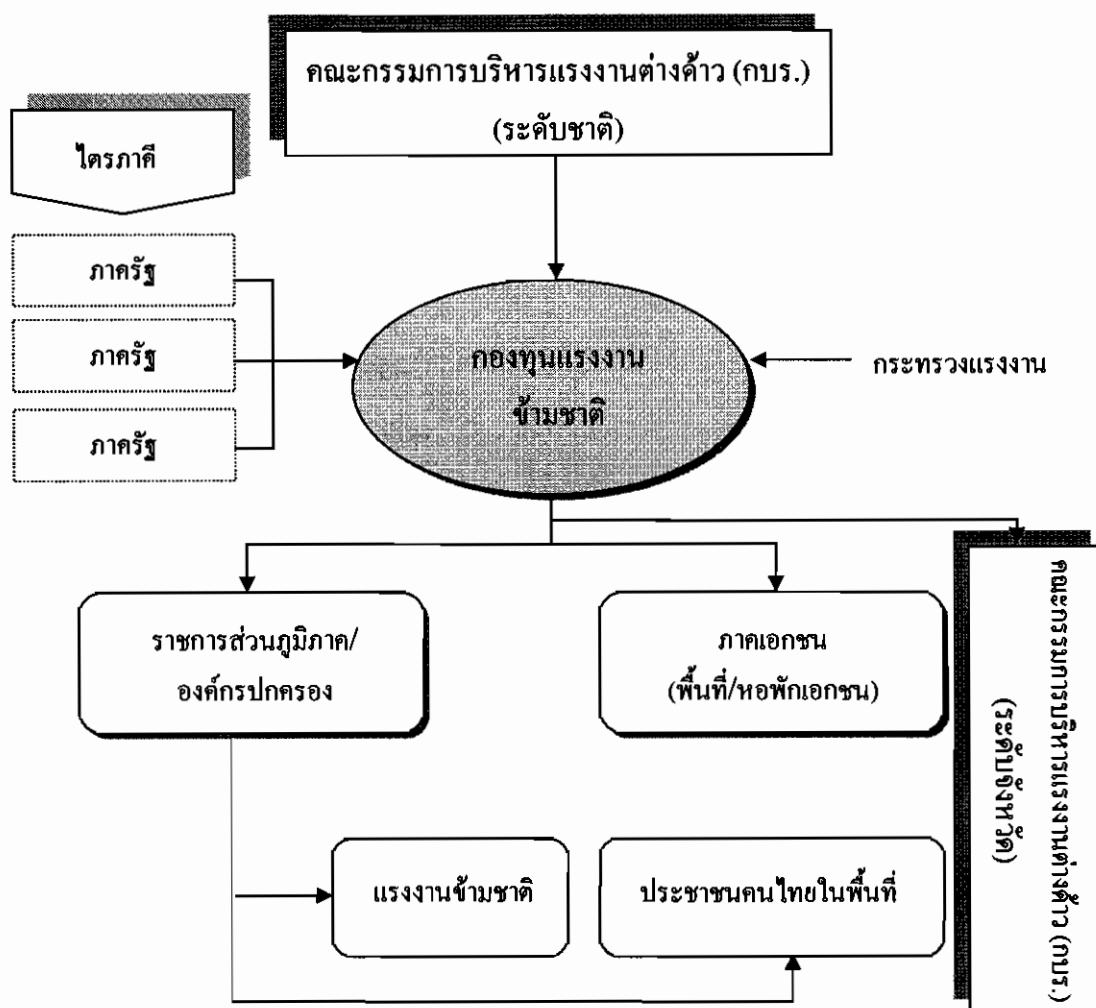 คณะกรรมการบริหารแรงงานต่างด้าว (กบร.)
(ระดับชาติ)
ไตรภาคี
ภาครัฐ
ภาครัฐ
ภาครัฐ
กองทุนแรงงาน
ข้ามชาติ
กระทรวงแรงงาน
ราชการส่วนภูมิภาค/
องค์กรปกครอง
ภาคเอกชน
(พื้นที่/หอพักเอกชน)
คณะกรรมการบริหารแรงงานต่างด้าว (กบร.)
(ระดับจังหวัด)
แรงงานข้ามชาติ
ประชาชนคนไทยในพื้นที่